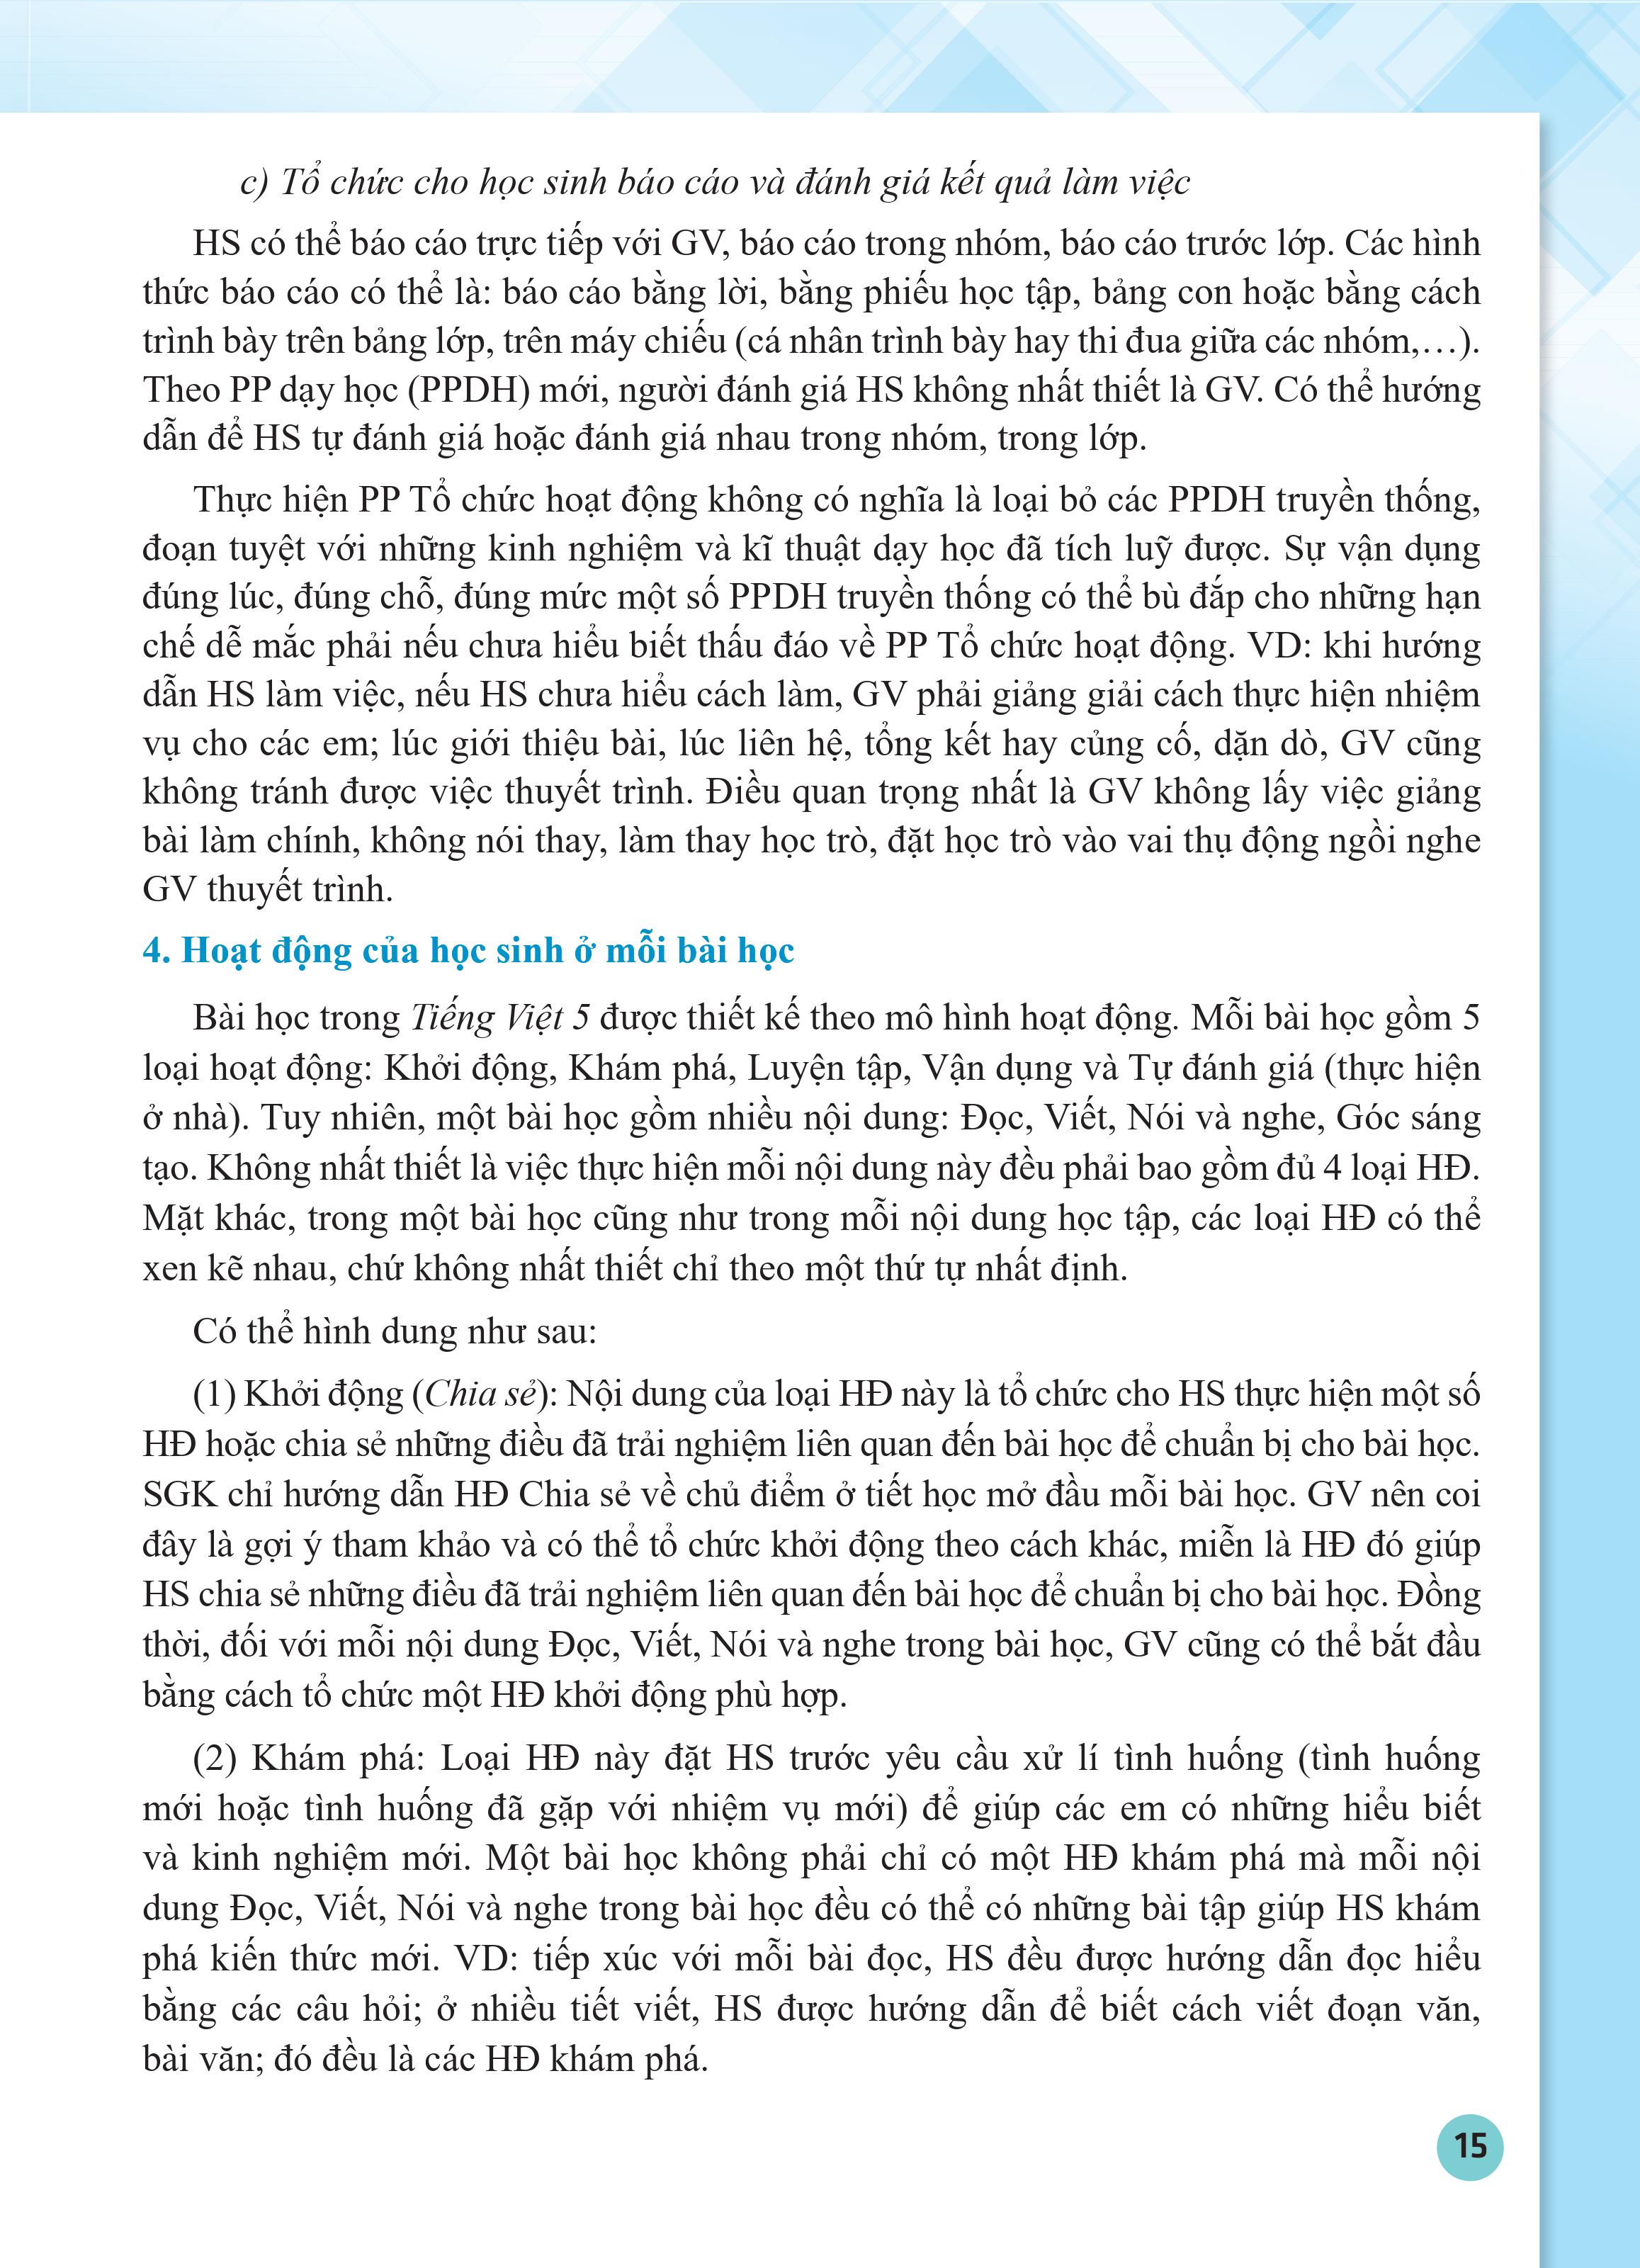 c) Tổ chức cho học sinh báo cáo và đánh giá kết quả làm việc
HS có thể báo cáo trực tiếp với GV, báo cáo trong nhóm, báo cáo trước lớp. Các hình
thức báo cáo có thể là: báo cáo bằng lời, bằng phiếu học tập, bảng con hoặc bằng cách
trình bày trên bảng lớp, trên máy chiếu (cá nhân trình bày hay thi đua giữa các nhóm,…).
Theo PP dạy học (PPDH) mới, người đánh giá HS không nhất thiết là GV. Có thể hướng
dẫn để HS tự đánh giá hoặc đánh giá nhau trong nhóm, trong lớp.
Thực hiện PP Tổ chức hoạt động không có nghĩa là loại bỏ các PPDH truyền thống,
đoạn tuyệt với những kinh nghiệm và kĩ thuật dạy học đã tích luỹ được. Sự vận dụng
đúng lúc, đúng chỗ, đúng mức một số PPDH truyền thống có thể bù đắp cho những hạn
chế dễ mắc phải nếu chưa hiểu biết thấu đáo về PP Tổ chức hoạt động. VD: khi hướng
dẫn HS làm việc, nếu HS chưa hiểu cách làm, GV phải giảng giải cách thực hiện nhiệm
vụ cho các em; lúc giới thiệu bài, lúc liên hệ, tổng kết hay củng cố, dặn dò, GV cũng
không tránh được việc thuyết trình. Điều quan trọng nhất là GV không lấy việc giảng
bài làm chính, không nói thay, làm thay học trò, đặt học trò vào vai thụ động ngồi nghe
GV thuyết trình.
4. Hoạt động của học sinh ở mỗi bài học
Bài học trong Tiếng Việt 5 được thiết kế theo mô hình hoạt động. Mỗi bài học gồm 5
loại hoạt động: Khởi động, Khám phá, Luyện tập, Vận dụng và Tự đánh giá (thực hiện
ở nhà). Tuy nhiên, một bài học gồm nhiều nội dung: Đọc, Viết, Nói và nghe, Góc sáng
tạo. Không nhất thiết là việc thực hiện mỗi nội dung này đều phải bao gồm đủ 4 loại HĐ.
Mặt khác, trong một bài học cũng như trong mỗi nội dung học tập, các loại HĐ có thể
xen kẽ nhau, chứ không nhất thiết chỉ theo một thứ tự nhất định.
Có thể hình dung như sau:
(1) Khởi động (Chia sẻ): Nội dung của loại HĐ này là tổ chức cho HS thực hiện một số
HĐ hoặc chia sẻ những điều đã trải nghiệm liên quan đến bài học để chuẩn bị cho bài học.
SGK chỉ hướng dẫn HĐ Chia sẻ về chủ điểm ở tiết học mở đầu mỗi bài học. GV nên coi
đây là gợi ý tham khảo và có thể tổ chức khởi động theo cách khác, miễn là HĐ đó giúp
HS chia sẻ những điều đã trải nghiệm liên quan đến bài học để chuẩn bị cho bài học. Đồng
thời, đối với mỗi nội dung Đọc, Viết, Nói và nghe trong bài học, GV cũng có thể bắt đầu
bằng cách tổ chức một HĐ khởi động phù hợp.
(2) Khám phá: Loại HĐ này đặt HS trước yêu cầu xử lí tình huống (tình huống
mới hoặc tình huống đã gặp với nhiệm vụ mới) để giúp các em có những hiểu biết
và kinh nghiệm mới. Một bài học không phải chỉ có một HĐ khám phá mà mỗi nội
dung Đọc, Viết, Nói và nghe trong bài học đều có thể có những bài tập giúp HS khám
phá kiến thức mới. VD: tiếp xúc với mỗi bài đọc, HS đều được hướng dẫn đọc hiểu
bằng các câu hỏi; ở nhiều tiết viết, HS được hướng dẫn để biết cách viết đoạn văn,
bài văn; đó đều là các HĐ khám phá.
15